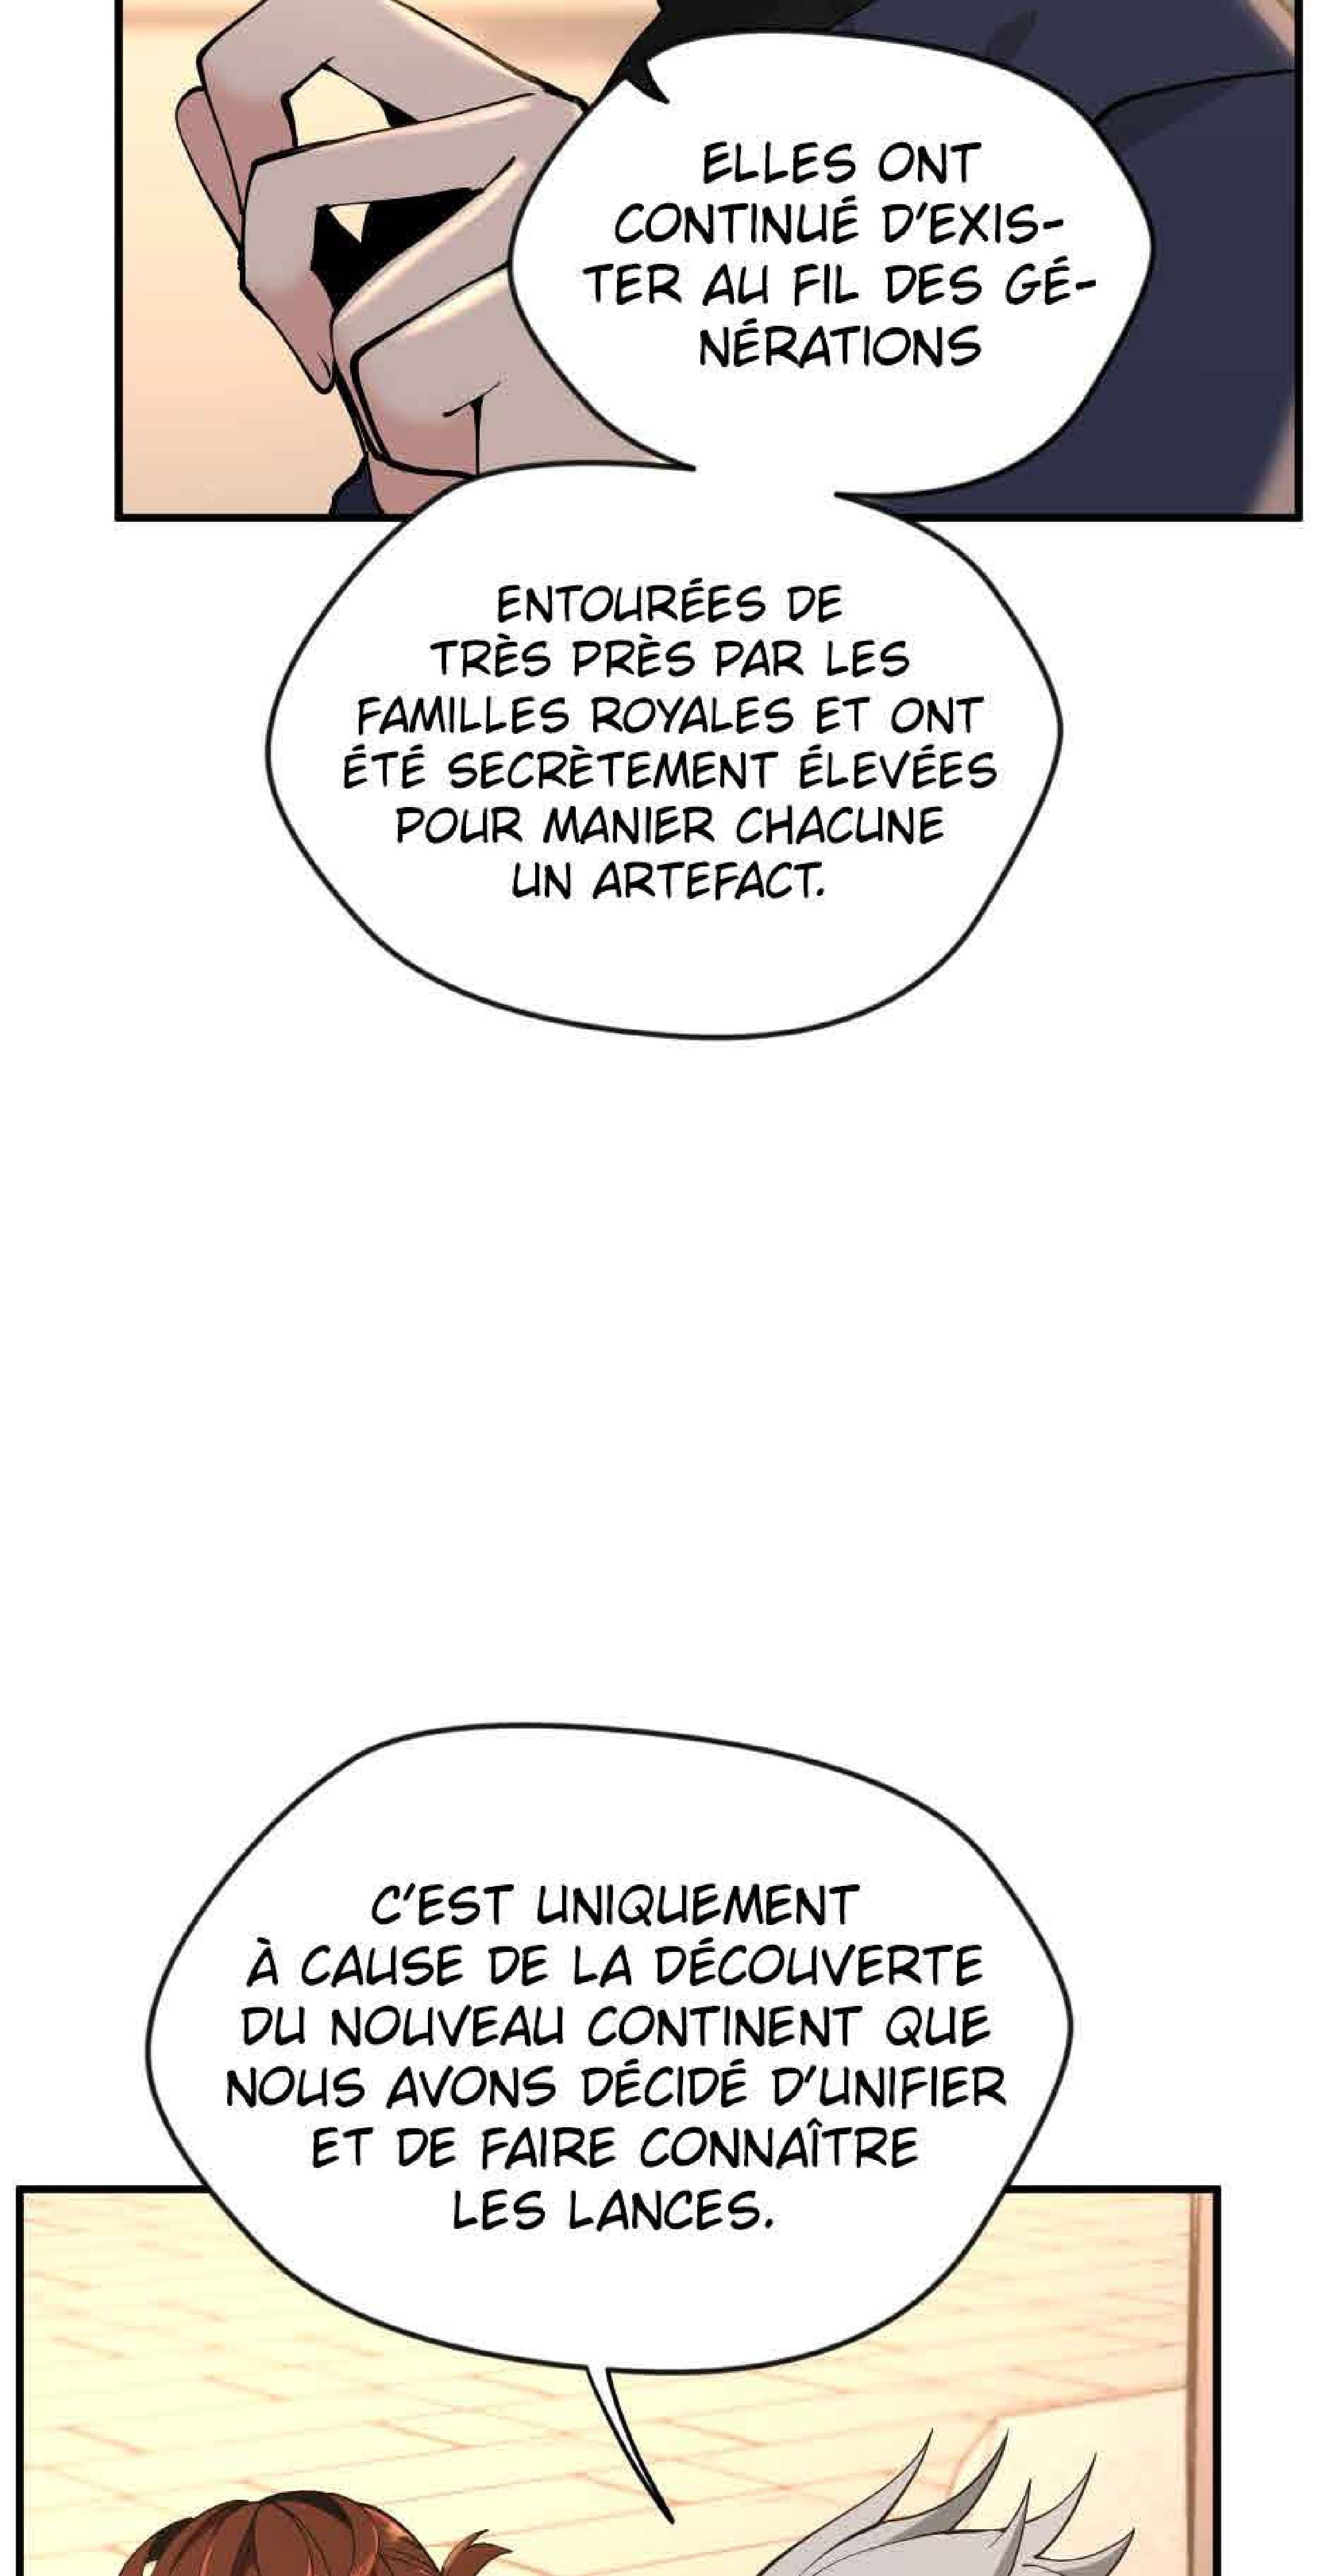 ELLES ONT
CONTINUÉ D'EXIS-
TER AU FIL DES GÉ-
NÉRATIONS
ENTOURÉES DE
TRÈS PRÈS PAR LES
FAMILLES ROYALES ET ONT
ÉTÉ SECRÈTEMENT ÉLEVÉES
POUR MANIER CHACUNE
UN ARTEFACT.
C'EST UNIQUEMENT
À CAUSE DE LA DÉCOUVERTE
DU NOUVEAU CONTINENT QUE
NOUS AVONS DÉCIDÉ D'UNIFIER
ET DE FAIRE CONNAÎTRE
LES LANCES.